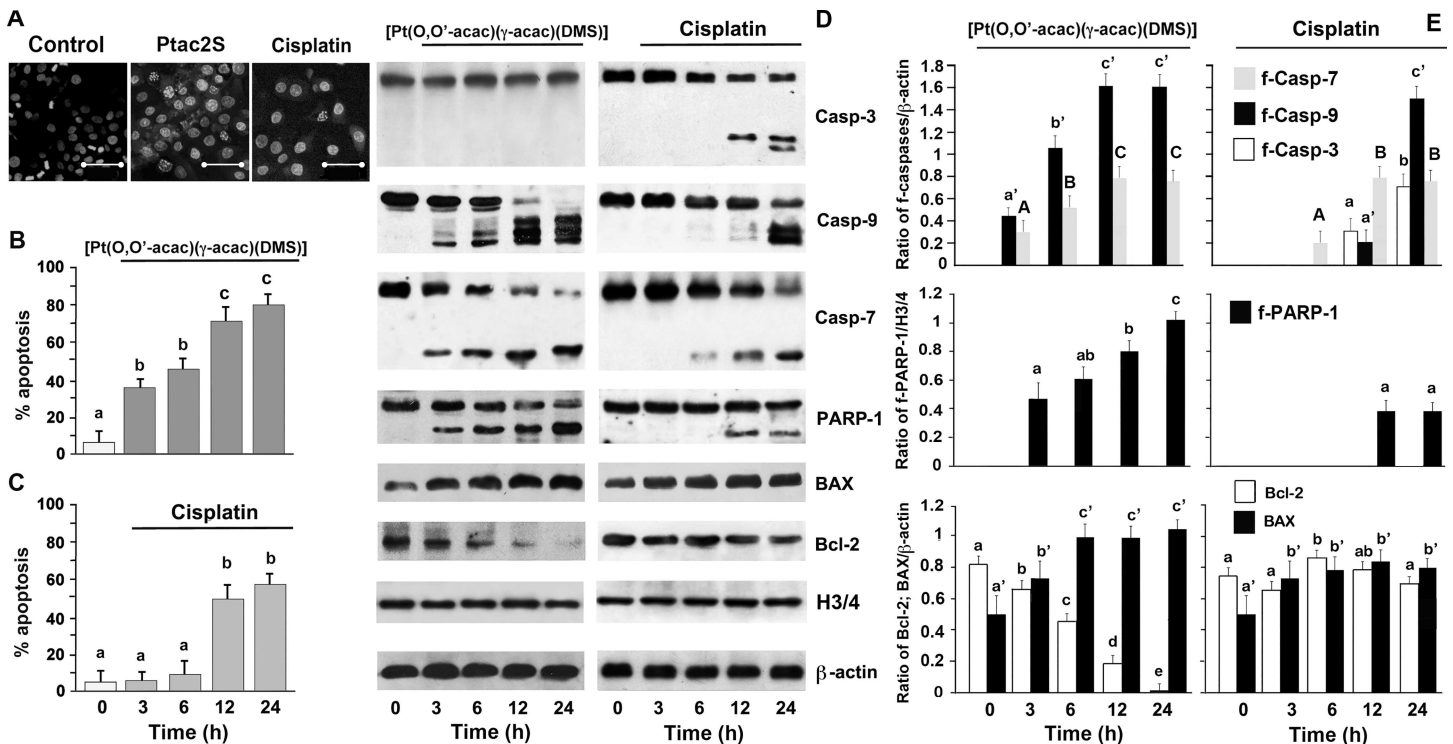 A
Control
Ptac2S
Cisplatin
B
[Pt(O,O'-acac)(γ-acac)(DMS)]
% apoptosis
100
80
60
40
20
0
a
b
b
c
c
C
Cisplatin
% apoptosis
100
80
60
40
20
0
a
a
a
b
b
0 3 6 12 24
Time (h)
[Pt(O,O'-acac)(γ-acac)(DMS)]
Cisplatin
D
Casp-3
Casp-9
Casp-7
PARP-1
BAX
Bcl-2
H3/4
β-actin
0 3 6 12 24
Time (h)
0 3 6 12 24
Time (h)
E
[Pt(O,O'-acac)(γ-acac)(DMS)]
Cisplatin
Ratio of f-caspases/β-actin
1.8
1.6
1.4
1.2
1
0.8
0.6
0.4
0.2
0
a' A
b' B
c' C
c' C
f-Casp-7
f-Casp-9
f-Casp-3
A
a a' B
b c' B
Ratio of f-PARP-1/H3/4
1.2
1
0.8
0.6
0.4
0.2
0
a
ab
b
c
f-PARP-1
a
a
Ratio of Bcl-2; BAX/β-actin
1.2
1
0.8
0.6
0.4
0.2
0
a a'
b b'
c c'
d c'
e c'
Bcl-2
BAX
a a'
a b'
b b'
ab b'
a b'
0 3 6 12 24
Time (h)
0 3 6 12 24
Time (h)